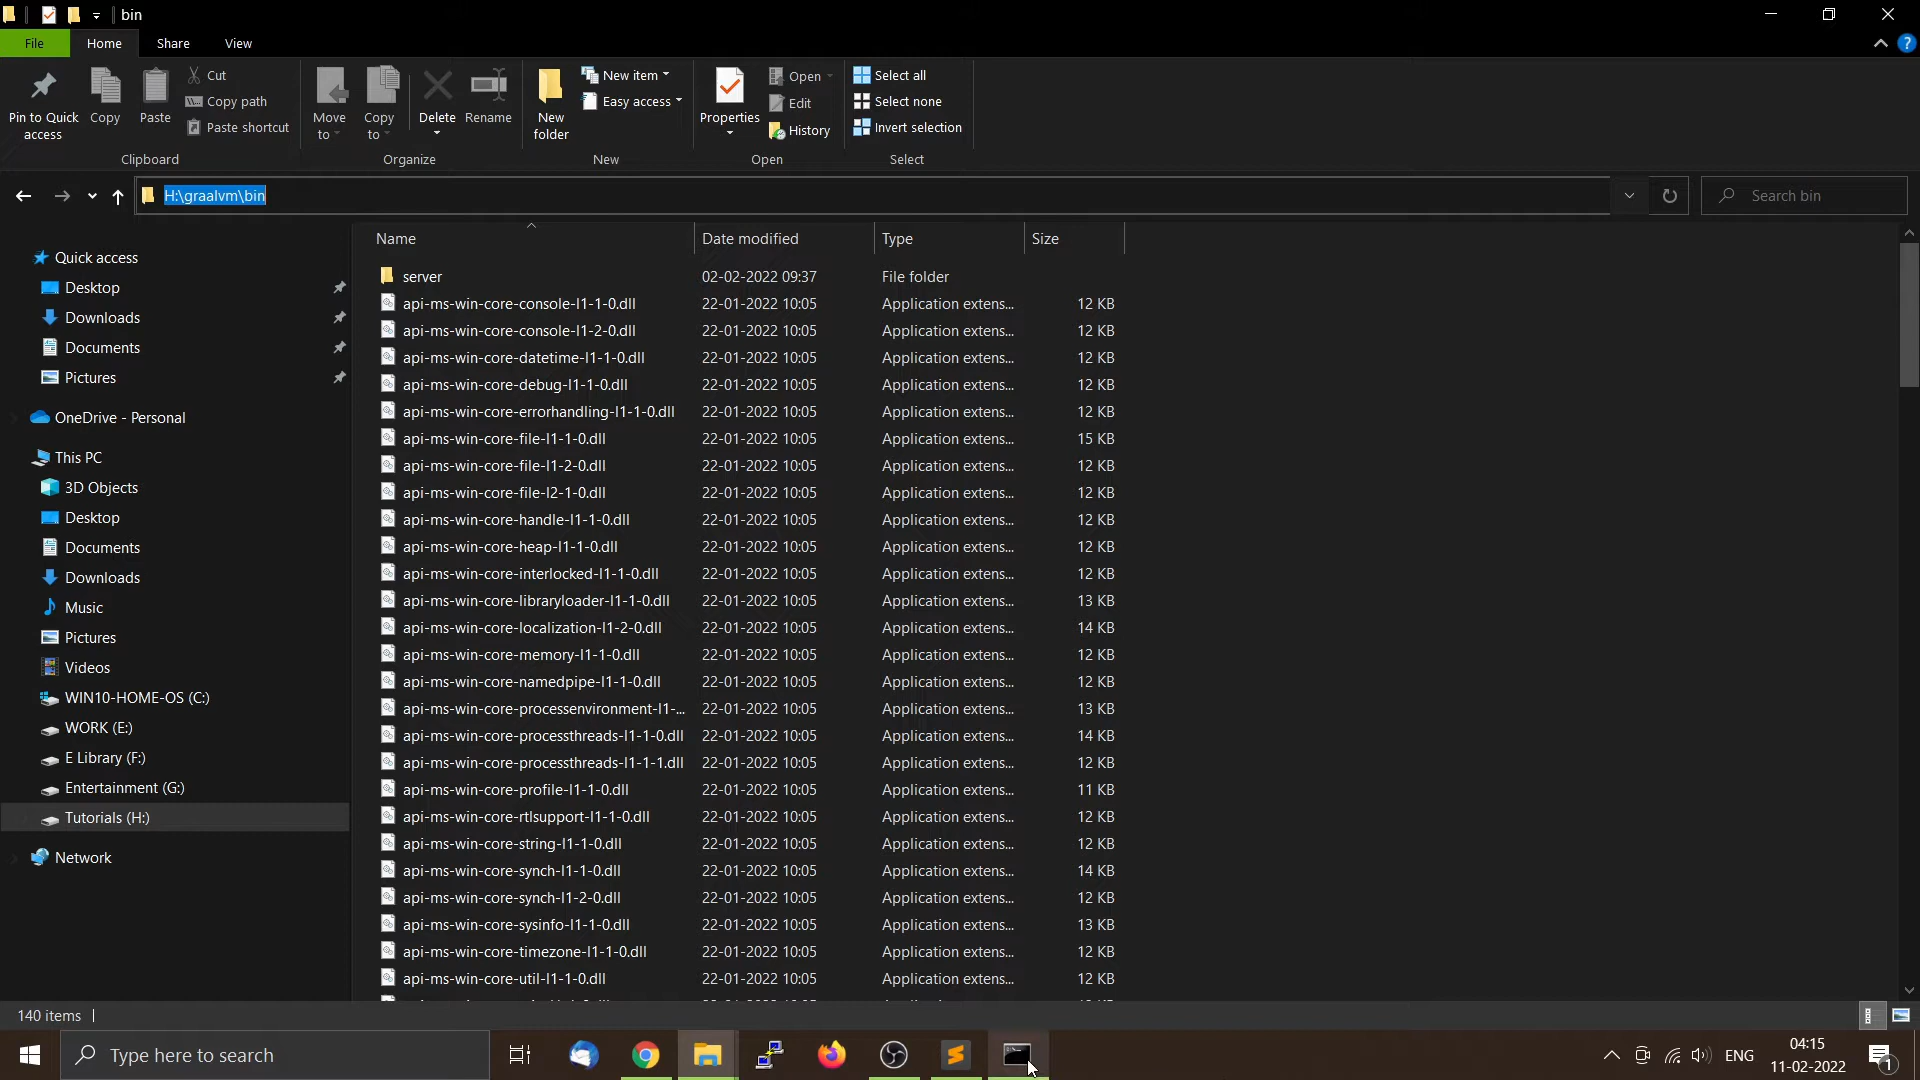 bin
File Home Share View
Pin to Quick access
Copy
Paste
Cut
Copy path
Paste shortcut
Clipboard
Move to
Copy to
Delete
Rename
Organize
New folder
New item
Easy access
New
Properties
Open
Edit
History
Open
Select all
Select none
Invert selection
Select
H:\graalvm\bin
Search bin
Quick access
Desktop
Downloads
Documents
Pictures
OneDrive - Personal
This PC
3D Objects
Desktop
Documents
Downloads
Music
Pictures
Videos
WIN10-HOME-OS (C:)
WORK (E:)
E Library (F:)
Entertainment (G:)
Tutorials (H:)
Network
Name Date modified Type Size
server 02-02-2022 09:37 File folder
api-ms-win-core-console-l1-1-0.dll 22-01-2022 10:05 Application extens... 12 KB
api-ms-win-core-console-l1-2-0.dll 22-01-2022 10:05 Application extens... 12 KB
api-ms-win-core-datetime-l1-1-0.dll 22-01-2022 10:05 Application extens... 12 KB
api-ms-win-core-debug-l1-1-0.dll 22-01-2022 10:05 Application extens... 12 KB
api-ms-win-core-errorhandling-l1-1-0.dll 22-01-2022 10:05 Application extens... 12 KB
api-ms-win-core-file-l1-1-0.dll 22-01-2022 10:05 Application extens... 15 KB
api-ms-win-core-file-l1-2-0.dll 22-01-2022 10:05 Application extens... 12 KB
api-ms-win-core-file-l2-1-0.dll 22-01-2022 10:05 Application extens... 12 KB
api-ms-win-core-handle-l1-1-0.dll 22-01-2022 10:05 Application extens... 12 KB
api-ms-win-core-heap-l1-1-0.dll 22-01-2022 10:05 Application extens... 12 KB
api-ms-win-core-interlocked-l1-1-0.dll 22-01-2022 10:05 Application extens... 12 KB
api-ms-win-core-libraryloader-l1-1-0.dll 22-01-2022 10:05 Application extens... 13 KB
api-ms-win-core-localization-l1-2-0.dll 22-01-2022 10:05 Application extens... 14 KB
api-ms-win-core-memory-l1-1-0.dll 22-01-2022 10:05 Application extens... 12 KB
api-ms-win-core-namedpipe-l1-1-0.dll 22-01-2022 10:05 Application extens... 12 KB
api-ms-win-core-processenvironment-l1-... 22-01-2022 10:05 Application extens... 13 KB
api-ms-win-core-processthreads-l1-1-0.dll 22-01-2022 10:05 Application extens... 14 KB
api-ms-win-core-processthreads-l1-1-1.dll 22-01-2022 10:05 Application extens... 12 KB
api-ms-win-core-profile-l1-1-0.dll 22-01-2022 10:05 Application extens... 11 KB
api-ms-win-core-rtlsupport-l1-1-0.dll 22-01-2022 10:05 Application extens... 12 KB
api-ms-win-core-string-l1-1-0.dll 22-01-2022 10:05 Application extens... 12 KB
api-ms-win-core-synch-l1-1-0.dll 22-01-2022 10:05 Application extens... 14 KB
api-ms-win-core-synch-l1-2-0.dll 22-01-2022 10:05 Application extens... 12 KB
api-ms-win-core-sysinfo-l1-1-0.dll 22-01-2022 10:05 Application extens... 13 KB
api-ms-win-core-timezone-l1-1-0.dll 22-01-2022 10:05 Application extens... 12 KB
api-ms-win-core-util-l1-1-0.dll 22-01-2022 10:05 Application extens... 12 KB
140 items
Type here to search
ENG
04:15
11-02-2022
1